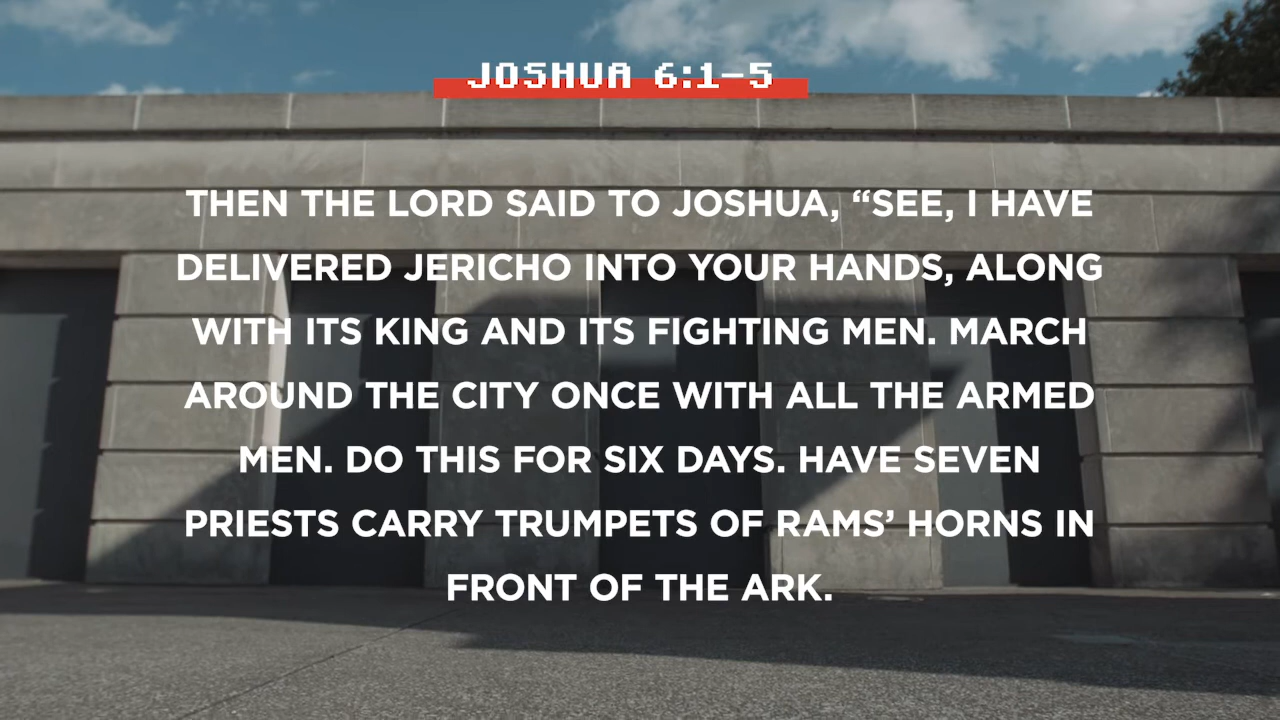 JOSHUA 6:1–5
THEN THE LORD SAID TO JOSHUA, “SEE, I HAVE
DELIVERED JERICHO INTO YOUR HANDS, ALONG
WITH ITS KING AND ITS FIGHTING MEN. MARCH
AROUND THE CITY ONCE WITH ALL THE ARMED
MEN. DO THIS FOR SIX DAYS. HAVE SEVEN
PRIESTS CARRY TRUMPETS OF RAMS’ HORNS IN
FRONT OF THE ARK.